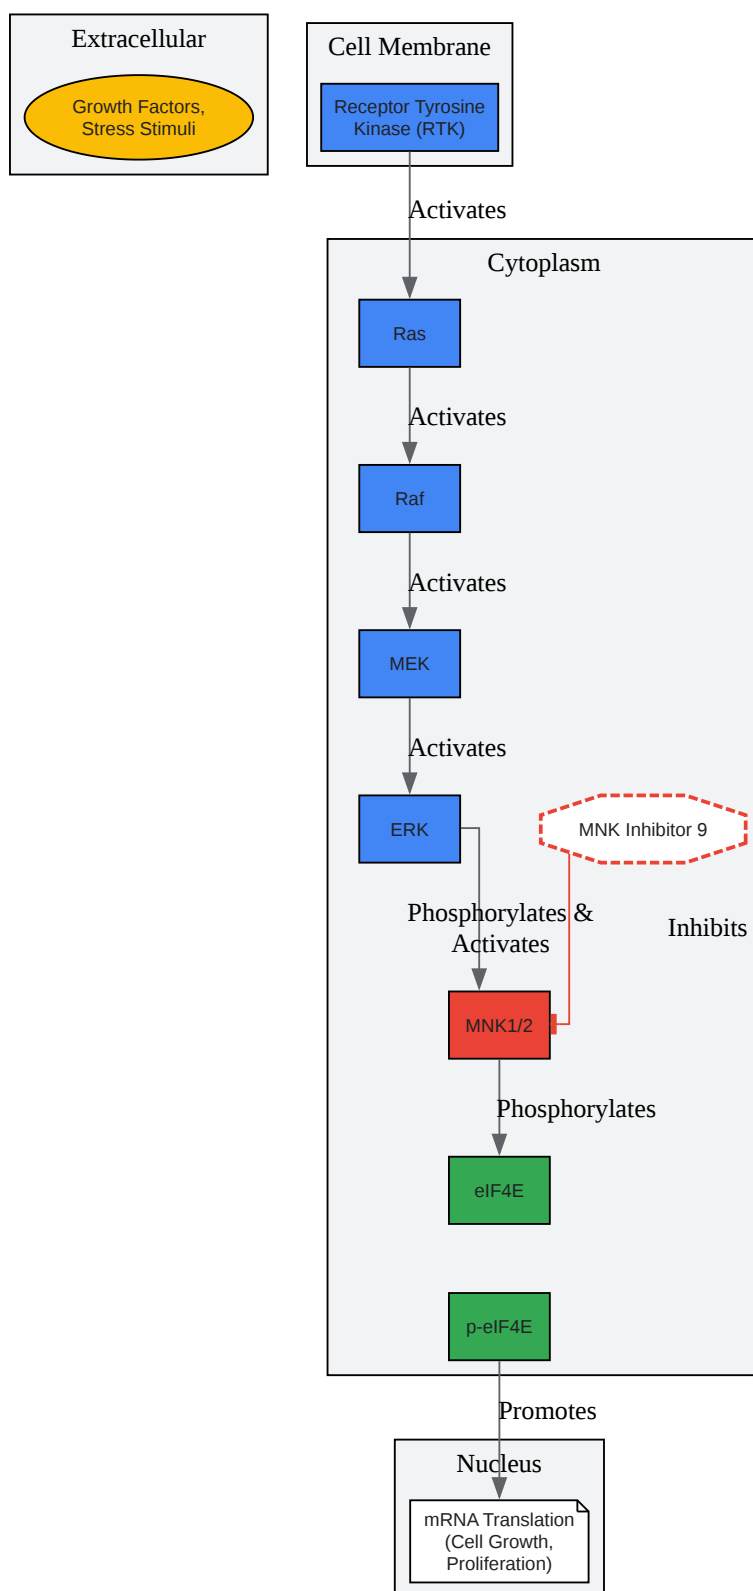 Extracellular
Growth Factors,
Stress Stimuli
Cell Membrane
Receptor Tyrosine
Kinase (RTK)
Activates
Cytoplasm
Ras
Activates
Raf
Activates
MEK
Activates
ERK
MNK Inhibitor 9
Phosphorylates &
Activates
Inhibits
MNK1/2
Phosphorylates
eIF4E
p-eIF4E
Promotes
Nucleus
mRNA Translation
(Cell Growth,
Proliferation)